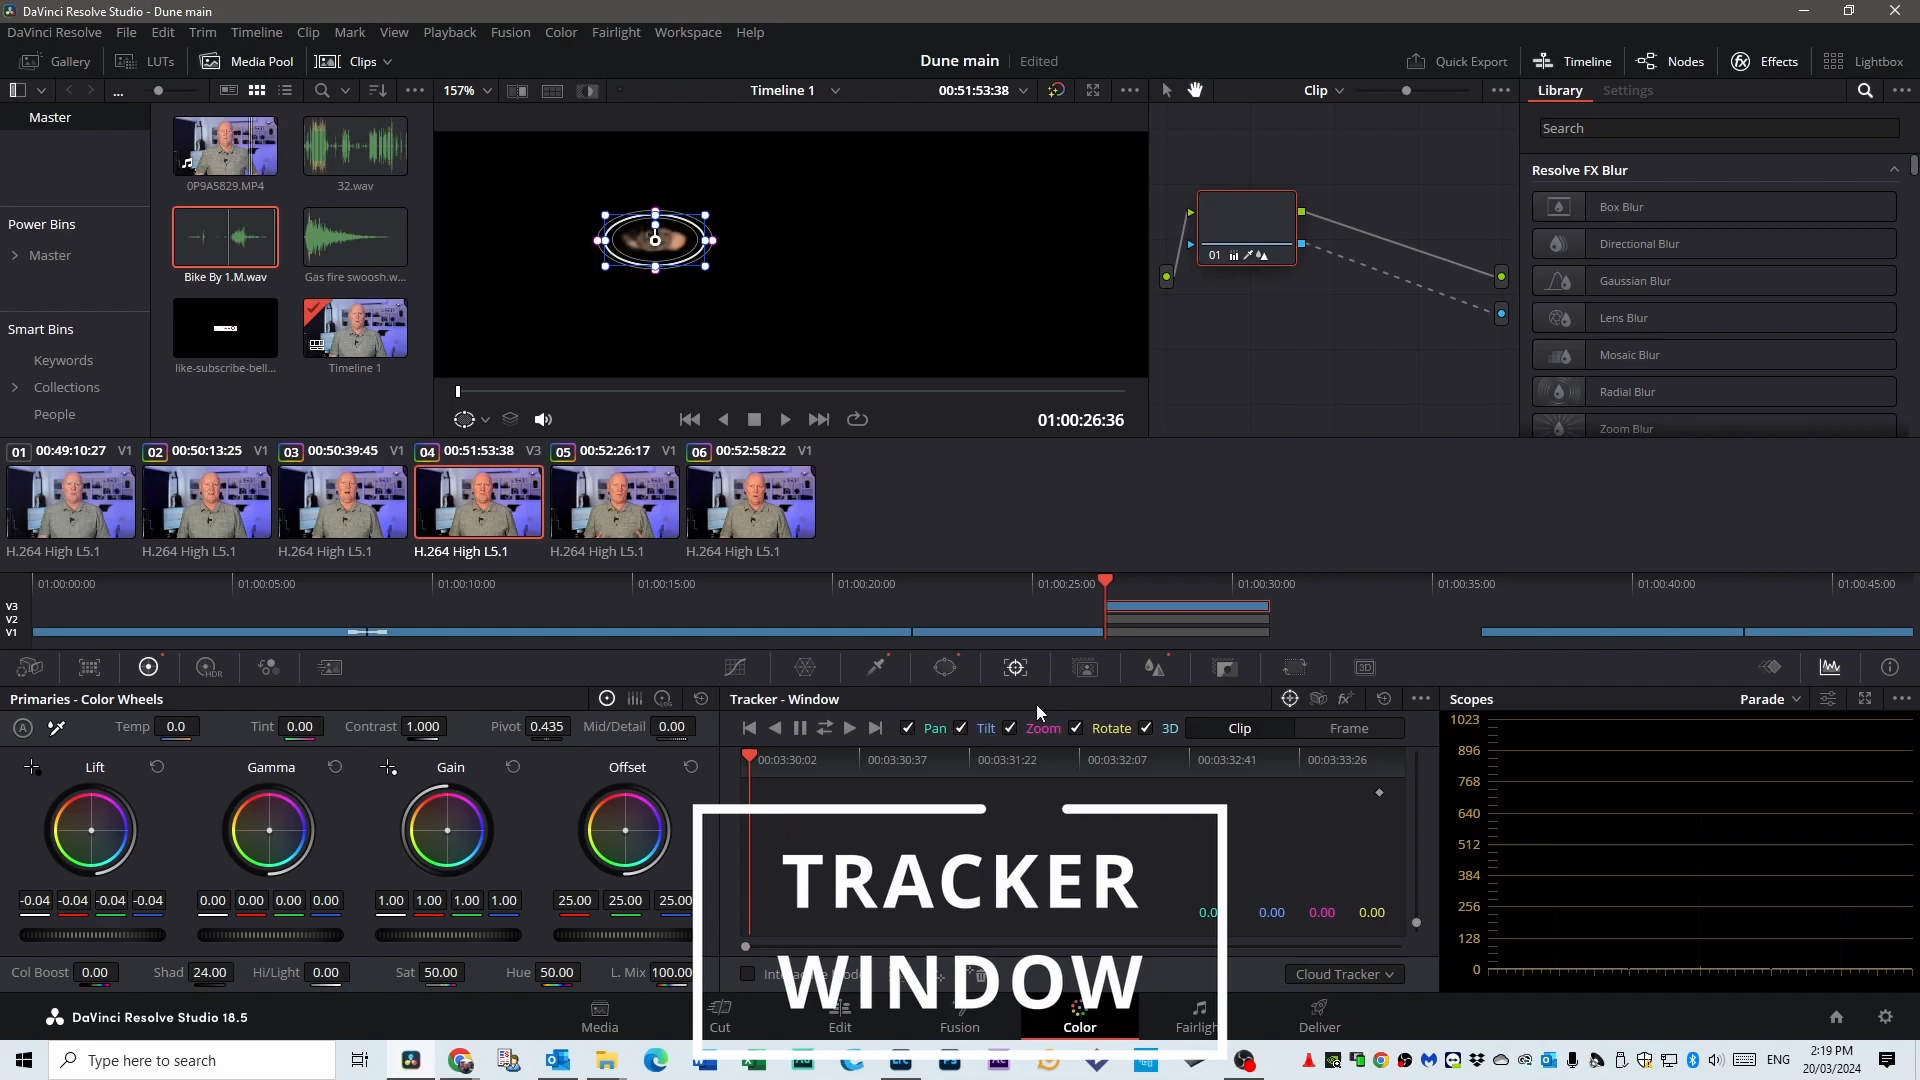 DaVinci Resolve Studio - Dune main
DaVinci Resolve File Edit Trim Timeline Clip Mark View Playback Fusion Color Fairlight Workspace Help
Gallery LUTs Media Pool Clips Dune main Edited Quick Export Timeline Nodes Effects Lightbox
... 157% Timeline 1 00:51:53:38 Clip Library Settings
Master
Search
0P9A5829.MP4 32.wav
Resolve FX Blur
Box Blur
Power Bins
Directional Blur
Master
Bike By 1.M.wav Gas fire swoosh.w...
01
Gaussian Blur
Lens Blur
Smart Bins
Mosaic Blur
Keywords
like-subscribe-bell... Timeline 1
Collections
Radial Blur
People
01:00:26:36
Zoom Blur
01 00:49:10:27 V1 02 00:50:13:25 V1 03 00:50:39:45 V1 04 00:51:53:38 V3 05 00:52:26:17 V1 06 00:52:58:22 V1
H.264 High L5.1 H.264 High L5.1 H.264 High L5.1 H.264 High L5.1 H.264 High L5.1 H.264 High L5.1
01:00:00:00 01:00:05:00 01:00:10:00 01:00:15:00 01:00:20:00 01:00:25:00 01:00:30:00 01:00:35:00 01:00:40:00 01:00:45:00
V3
V2
V1
HDR 3D
Primaries - Color Wheels LOG Tracker - Window Scopes Parade
A Temp 0.0 Tint 0.00 Contrast 1.000 Pivot 0.435 Mid/Detail 0.00 Pan Tilt Zoom Rotate 3D Clip Frame
1023
896
768
640
512
384
256
128
0
Lift Gamma Gain Offset
00:03:30:02 00:03:30:37 00:03:31:22 00:03:32:07 00:03:32:41 00:03:33:26
-0.04 -0.04 -0.04 -0.04 0.00 0.00 0.00 0.00 1.00 1.00 1.00 1.00 25.00 25.00 25.00
0.0 0.00 0.00 0.00
TRACKER
WINDOW
Col Boost 0.00 Shad 24.00 Hi/Light 0.00 Sat 50.00 Hue 50.00 L. Mix 100.00 Cloud Tracker
DaVinci Resolve Studio 18.5 Media Cut Edit Fusion Color Fairligh Deliver
Type here to search
ENG
2:19 PM
20/03/2024